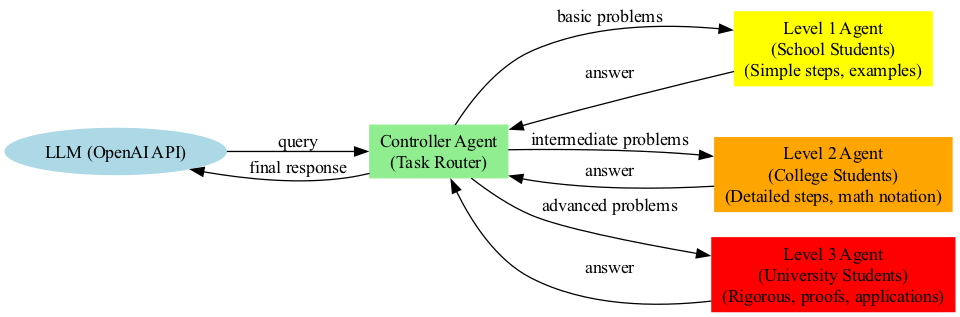 basic problems
Level 1 Agent
(School Students)
(Simple steps, examples)
answer
LLM (OpenAI API)
query
final response
Controller Agent
(Task Router)
intermediate problems
answer
Level 2 Agent
(College Students)
(Detailed steps, math notation)
advanced problems
answer
Level 3 Agent
(University Students)
(Rigorous, proofs, applications)